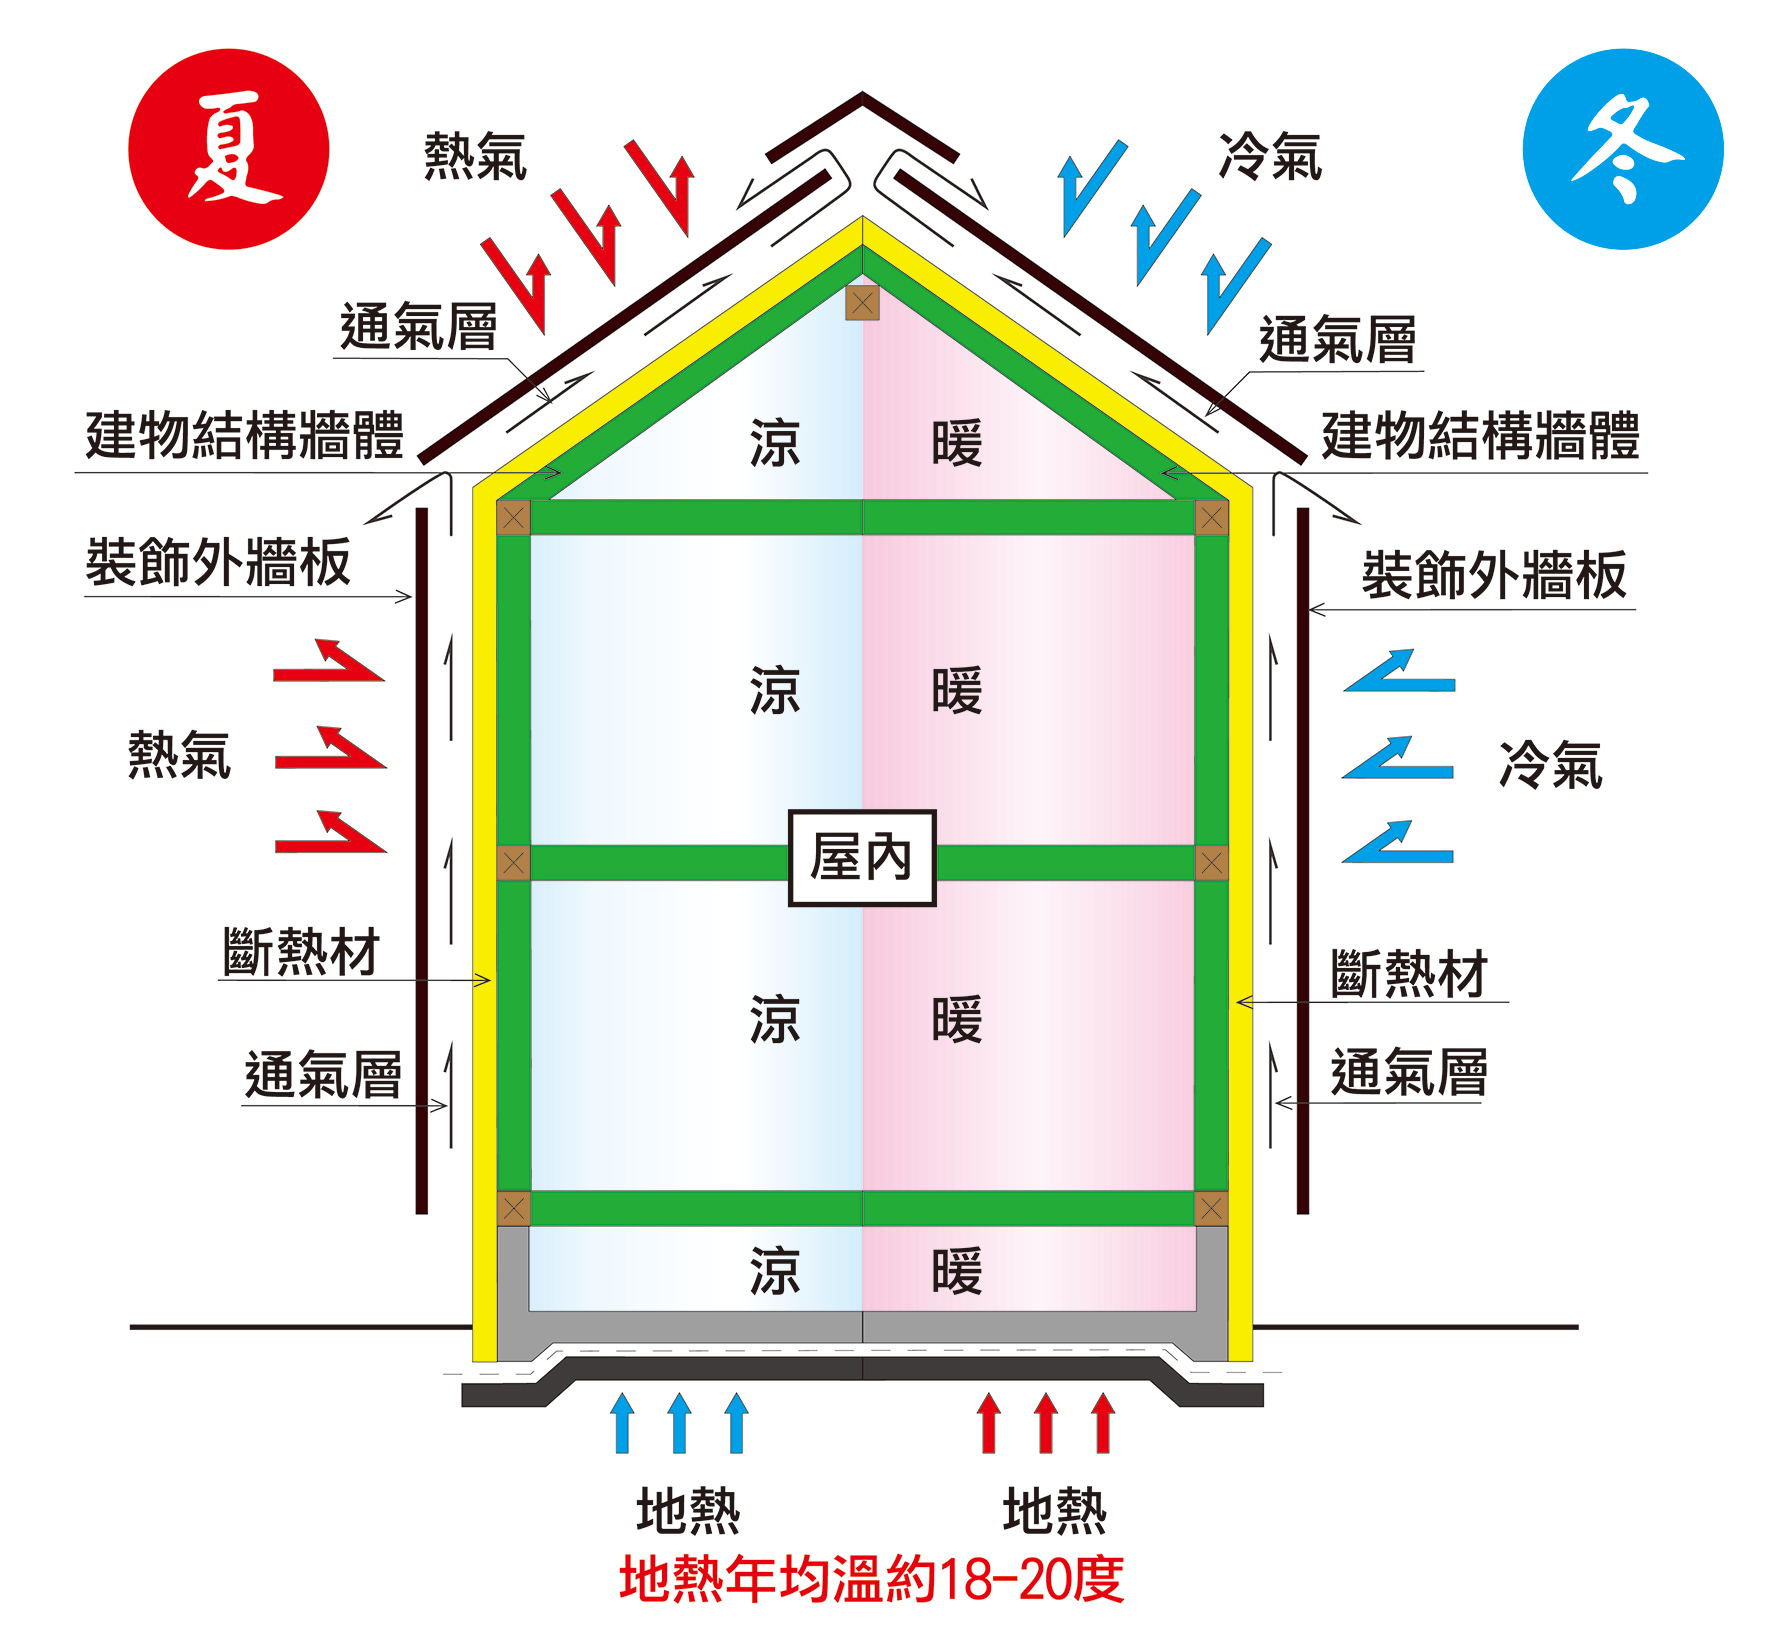 夏
冬
熱氣
冷氣
通氣層
通氣層
建物結構牆體
建物結構牆體
涼
暖
裝飾外牆板
裝飾外牆板
涼
暖
熱氣
冷氣
屋內
斷熱材
斷熱材
涼
暖
通氣層
通氣層
涼
暖
地熱
地熱
地熱年均溫約18-20度